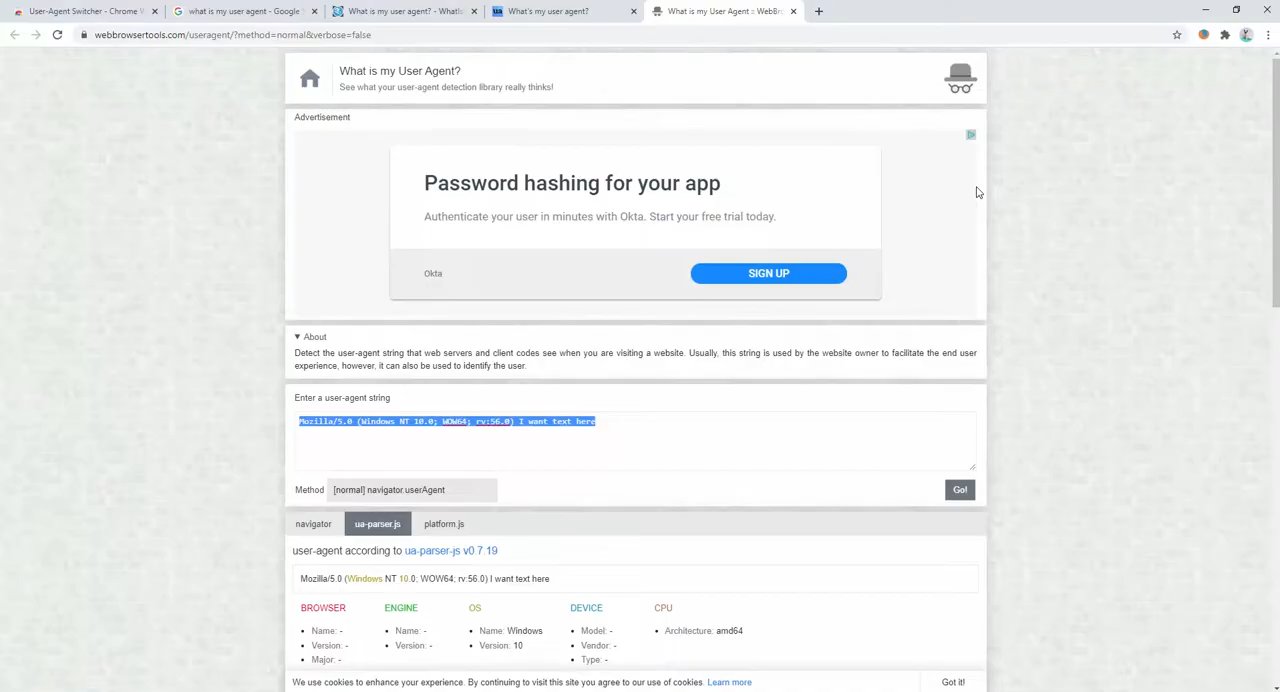 User-Agent Switcher - Chrome W
what is my user agent - Google S
What is my user agent? - WhatIs
ua What's my user agent?
What is my User Agent :: WebBro
webbrowsertools.com/useragent/?method=normal&verbose=false
What is my User Agent?
See what your user-agent detection library really thinks!
Advertisement
Password hashing for your app
Authenticate your user in minutes with Okta. Start your free trial today.
Okta
SIGN UP
▼ About
Detect the user-agent string that web servers and client codes see when you are visiting a website. Usually, this string is used by the website owner to facilitate the end user
experience, however, it can also be used to identify the user.
Enter a user-agent string
Mozilla/5.0 (Windows NT 10.0; WOW64; rv:56.0) I want text here
Method [normal] navigator.userAgent Go!
navigator ua-parser.js platform.js
user-agent according to ua-parser-js v0.7.19
Mozilla/5.0 (Windows NT 10.0; WOW64; rv:56.0) I want text here
BROWSER ENGINE OS DEVICE CPU
• Name: - • Name: - • Name: Windows • Model: - • Architecture: amd64
• Version: - • Version: - • Version: 10 • Vendor: -
• Major: - • Type: -
We use cookies to enhance your experience. By continuing to visit this site you agree to our use of cookies. Learn more Got it!